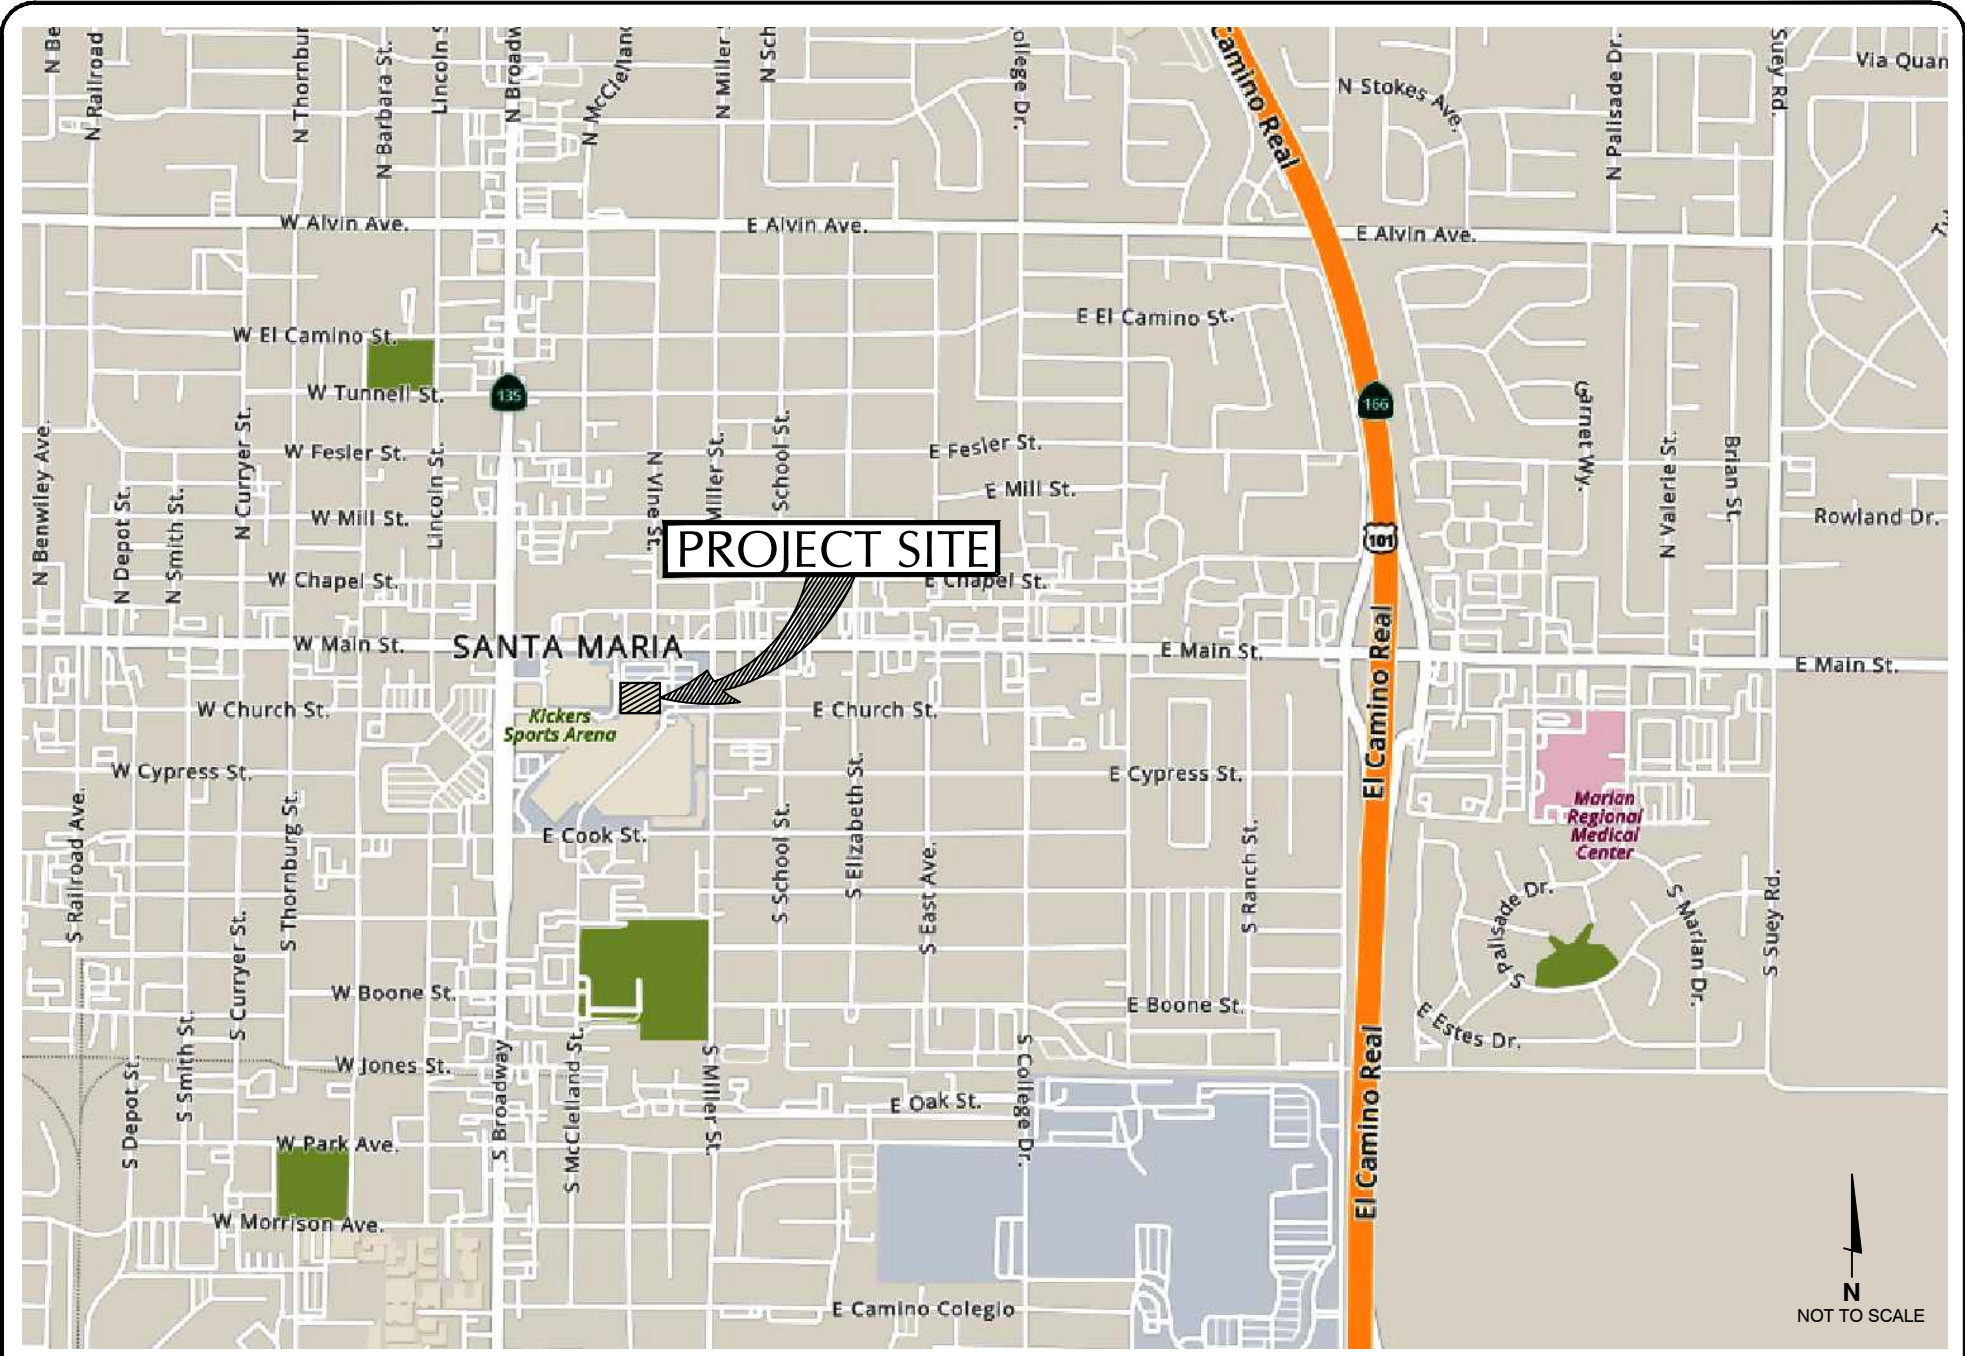 N Be
N Railroad
N Thornbur
N Barbara St.
Lincoln S
N Broadw
N McClelland
N Miller
N Sch
ollege Dr.
Camino Real
N Stokes Ave.
N Palisade Dr.
Suey Rd.
Via Quan
W Alvin Ave.
E Alvin Ave.
E Alvin Ave.
W El Camino St.
E El Camino St.
W Tunnell St.
135
166
N Benwiley Ave.
N Depot St.
N Smith St.
N Curryer St.
W Fesler St.
Lincoln St.
N Vine St.
Miller St.
School St.
E Fesler St.
E Mill St.
Garnet Wy.
N Valerie St.
Brian St.
W Mill St.
Rowland Dr.
101
PROJECT SITE
W Chapel St.
E Chapel St.
W Main St.
SANTA MARIA
E Main St.
E Main St.
El Camino Real
W Church St.
Kickers
Sports Arena
E Church St.
W Cypress St.
E Cypress St.
Marian
Regional
Medical
Center
S Railroad Ave.
S Thornburg St.
E Cook St.
S School St.
S Elizabeth St.
S East Ave.
S Ranch St.
S Palisade Dr.
S Marian Dr.
S Suey Rd.
S Curryer St.
W Boone St.
E Boone St.
E Estes Dr.
S Depot St.
S Smith St.
W Jones St.
S Broadway
S McClelland St.
S Miller St.
E Oak St.
S College Dr.
El Camino Real
W Park Ave.
W Morrison Ave.
E Camino Colegio
N
NOT TO SCALE